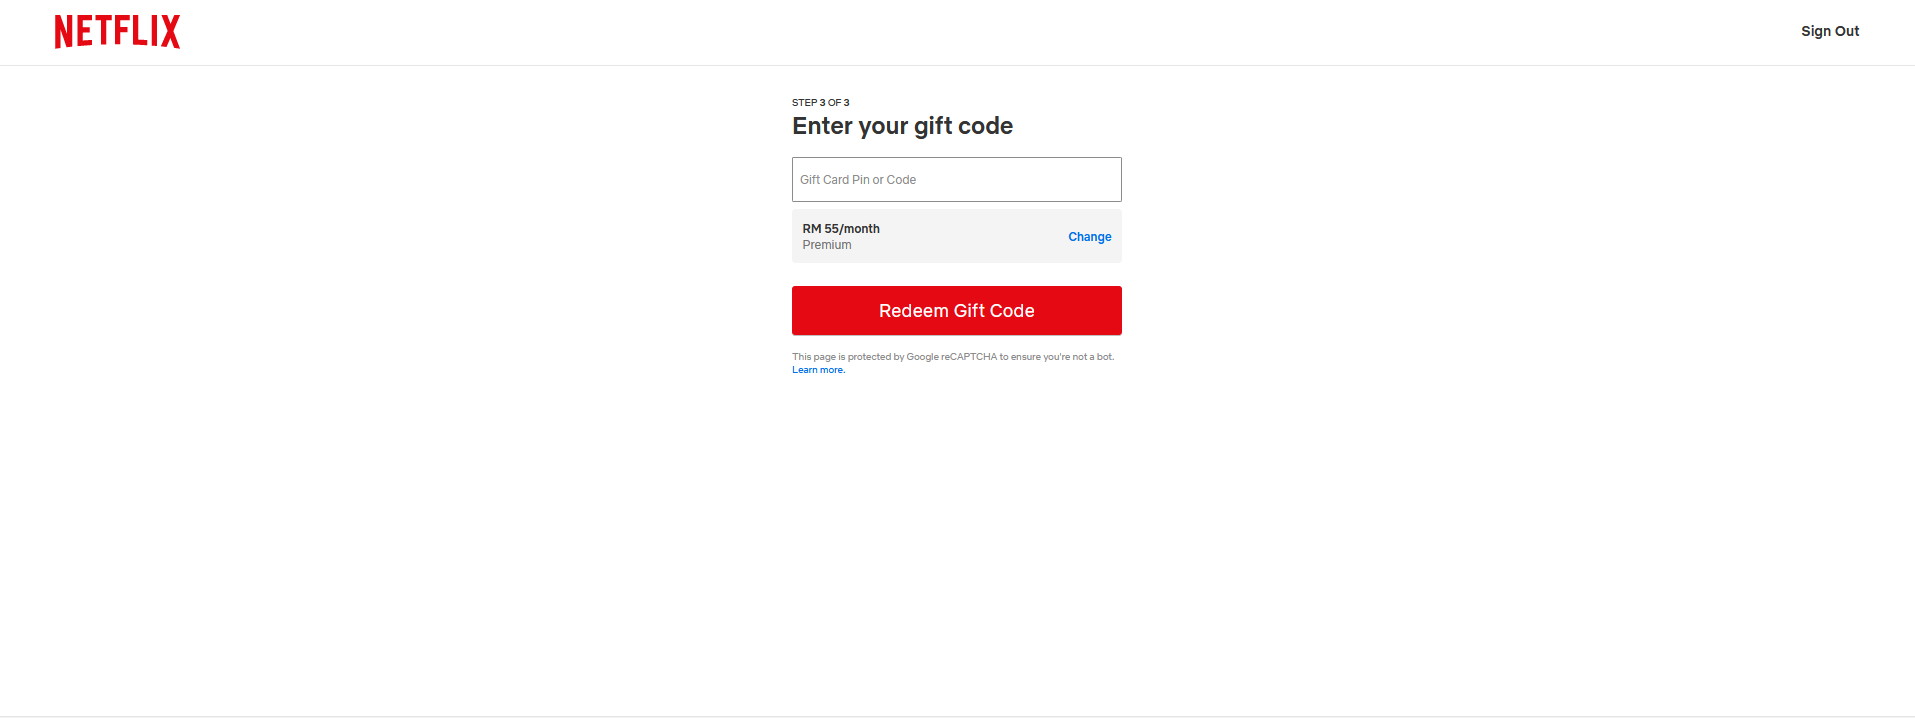 NETFLIX
Sign Out
STEP 3 OF 3
Enter your gift code
Gift Card Pin or Code
RM 55/month
Premium
Change
Redeem Gift Code
This page is protected by Google reCAPTCHA to ensure you're not a bot.
Learn more.